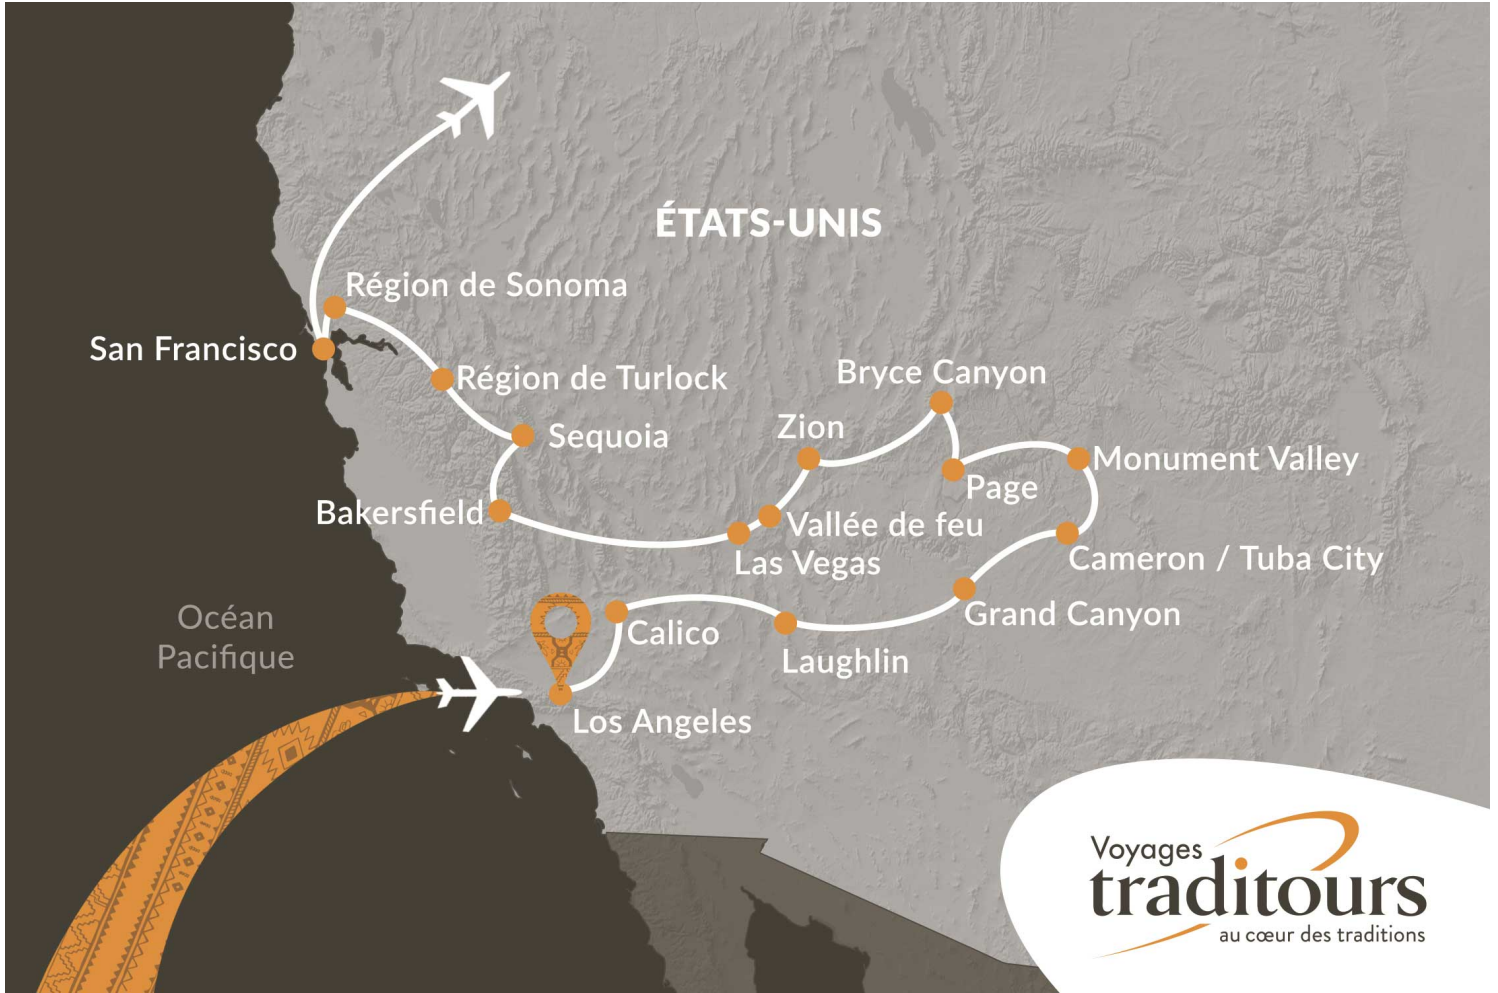 ÉTATS-UNIS
Région de Sonoma
San Francisco
Région de Turlock
Bryce Canyon
Zion
Sequoia
Monument Valley
Page
Bakersfield
Vallée de feu
Las Vegas
Cameron / Tuba City
Grand Canyon
Océan
Pacifique
Calico
Laughlin
Los Angeles
Voyages
traditours
au cœur des traditions